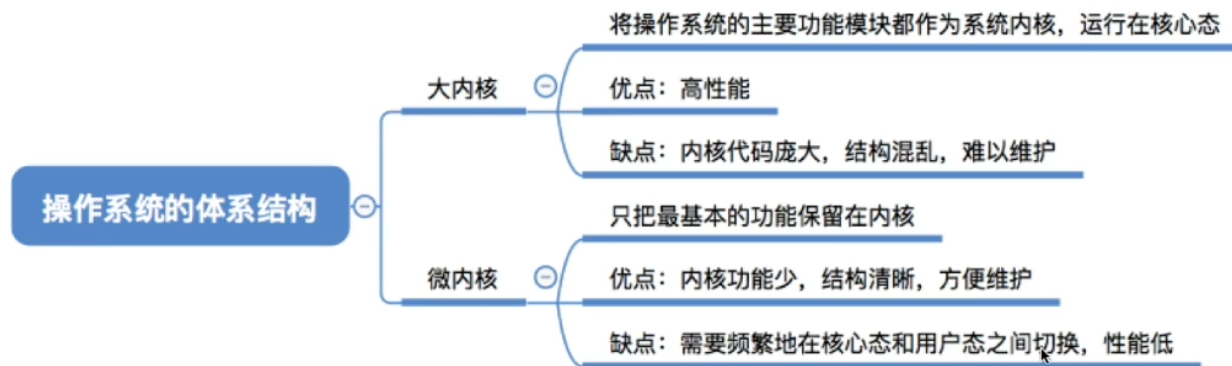 操作系统的体系结构
大内核
将操作系统的主要功能模块都作为系统内核，运行在核心态
优点：高性能
缺点：内核代码庞大，结构混乱，难以维护
微内核
只把最基本的功能保留在内核
优点：内核功能少，结构清晰，方便维护
缺点：需要频繁地在核心态和用户态之间切换，性能低